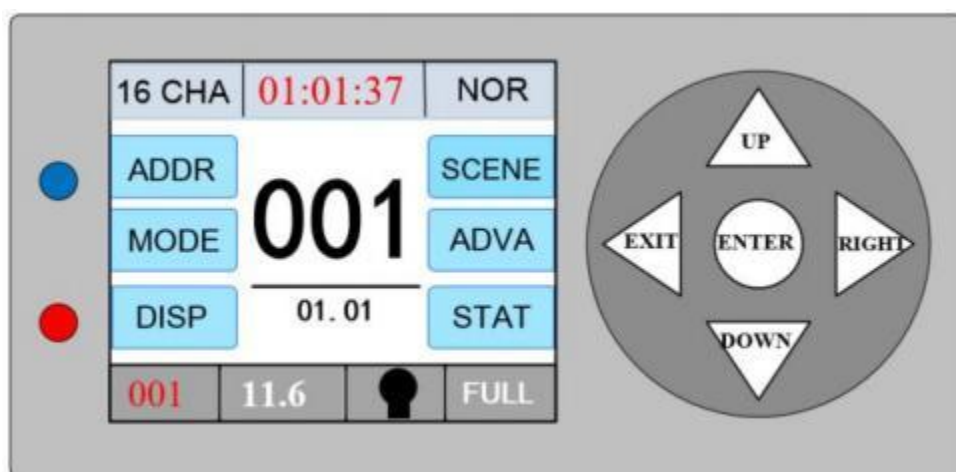 16 CHA 01:01:37 NOR
ADDR SCENE
001
MODE ADVA
01.01
DISP STAT
001 11.6 FULL
UP
EXIT ENTER RIGHT
DOWN